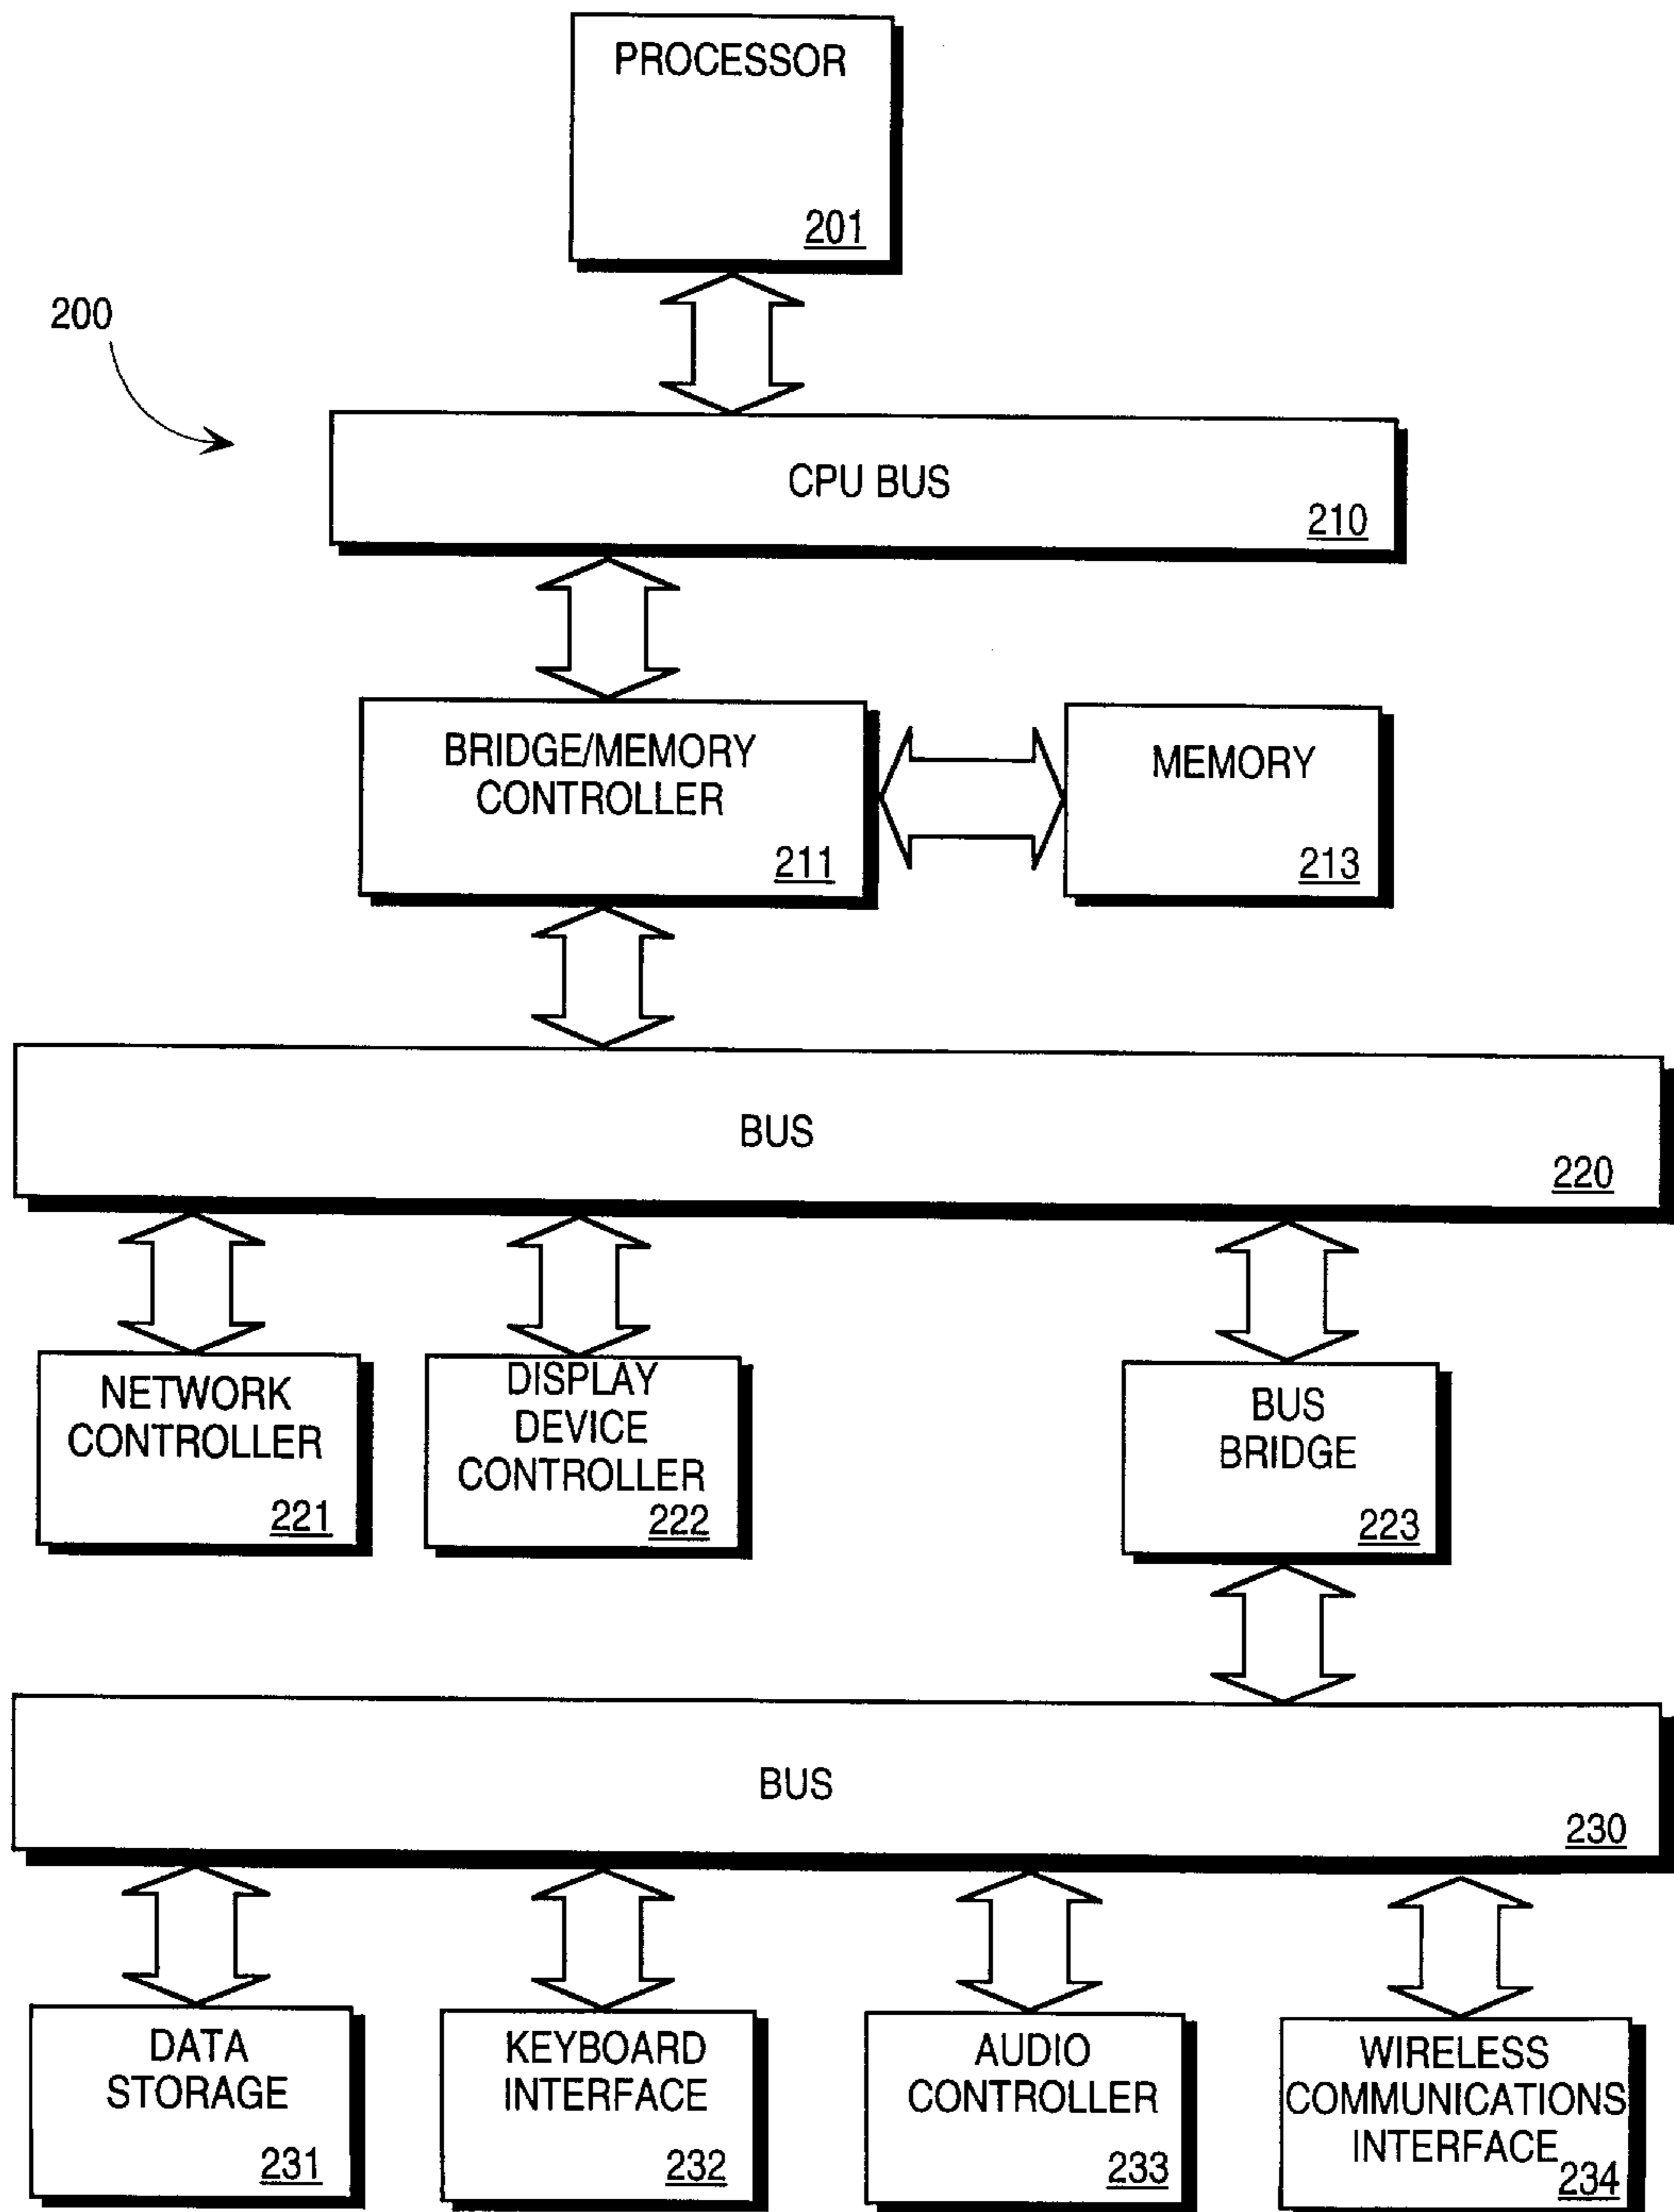 PROCESSOR
201
200
CPU BUS
210
BRIDGE/MEMORY
CONTROLLER
211
MEMORY
213
BUS
220
NETWORK
CONTROLLER
221
DISPLAY
DEVICE
CONTROLLER
222
BUS
BRIDGE
223
BUS
230
DATA
STORAGE
231
KEYBOARD
INTERFACE
232
AUDIO
CONTROLLER
233
WIRELESS
COMMUNICATIONS
INTERFACE
234